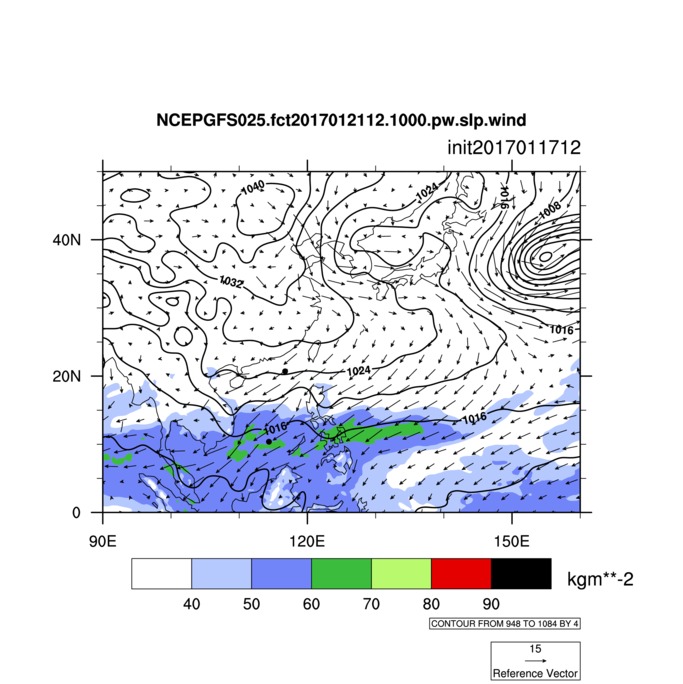 NCEPGFS025.fct2017012112.1000.pw.slp.wind
init2017011712
1040
1024
1016
1008
40N
1032
1016
1024
20N
1016
1016
0
90E 120E 150E
kgm**-2
40 50 60 70 80 90
CONTOUR FROM 948 TO 1084 BY 4
15
Reference Vector